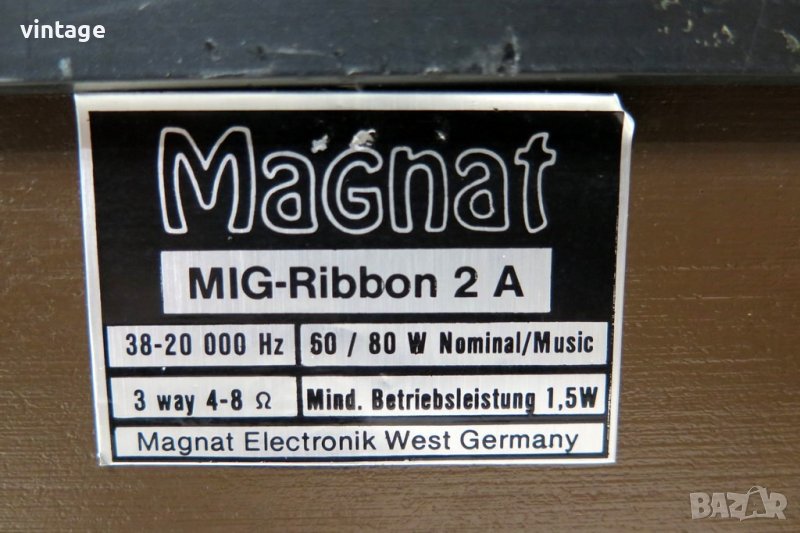 vintage
MaGnat
MIG-Ribbon 2 A
38-20 000 Hz
60 / 80 W Nominal/Music
3 way 4-8 Ω
Mind. Betriebsleistung 1,5W
Magnat Electronik West Germany
BAZAR